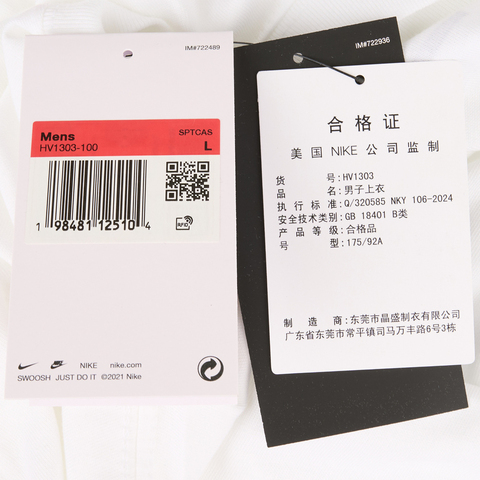 IM#722489
Mens
SPTCAS
HV1303-100
L
1 98481 12510 4
RFID
NIKE
nike.com
SWOOSH JUST DO IT ©2021 Nike
IM#722936
合格证
美国 NIKE 公司监制
货号:HV1303
品名:男子上衣
执行标准:Q/320585 NKY 106-2024
安全技术类别:GB 18401 B类
产品等级:合格品
号型:175/92A
制造商:东莞市晶盛制衣有限公司
广东省东莞市常平镇司马万丰路6号3栋